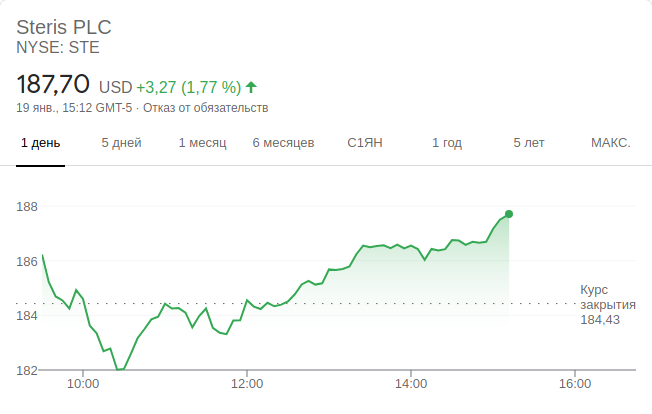 Steris PLC
NYSE: STE
187,70 USD +3,27 (1,77 %)
19 янв., 15:12 GMT-5 · Отказ от обязательств
1 день 5 дней 1 месяц 6 месяцев С1ЯН 1 год 5 лет МАКС.
188
186
184
182
Курс
закрытия
184,43
10:00 12:00 14:00 16:00